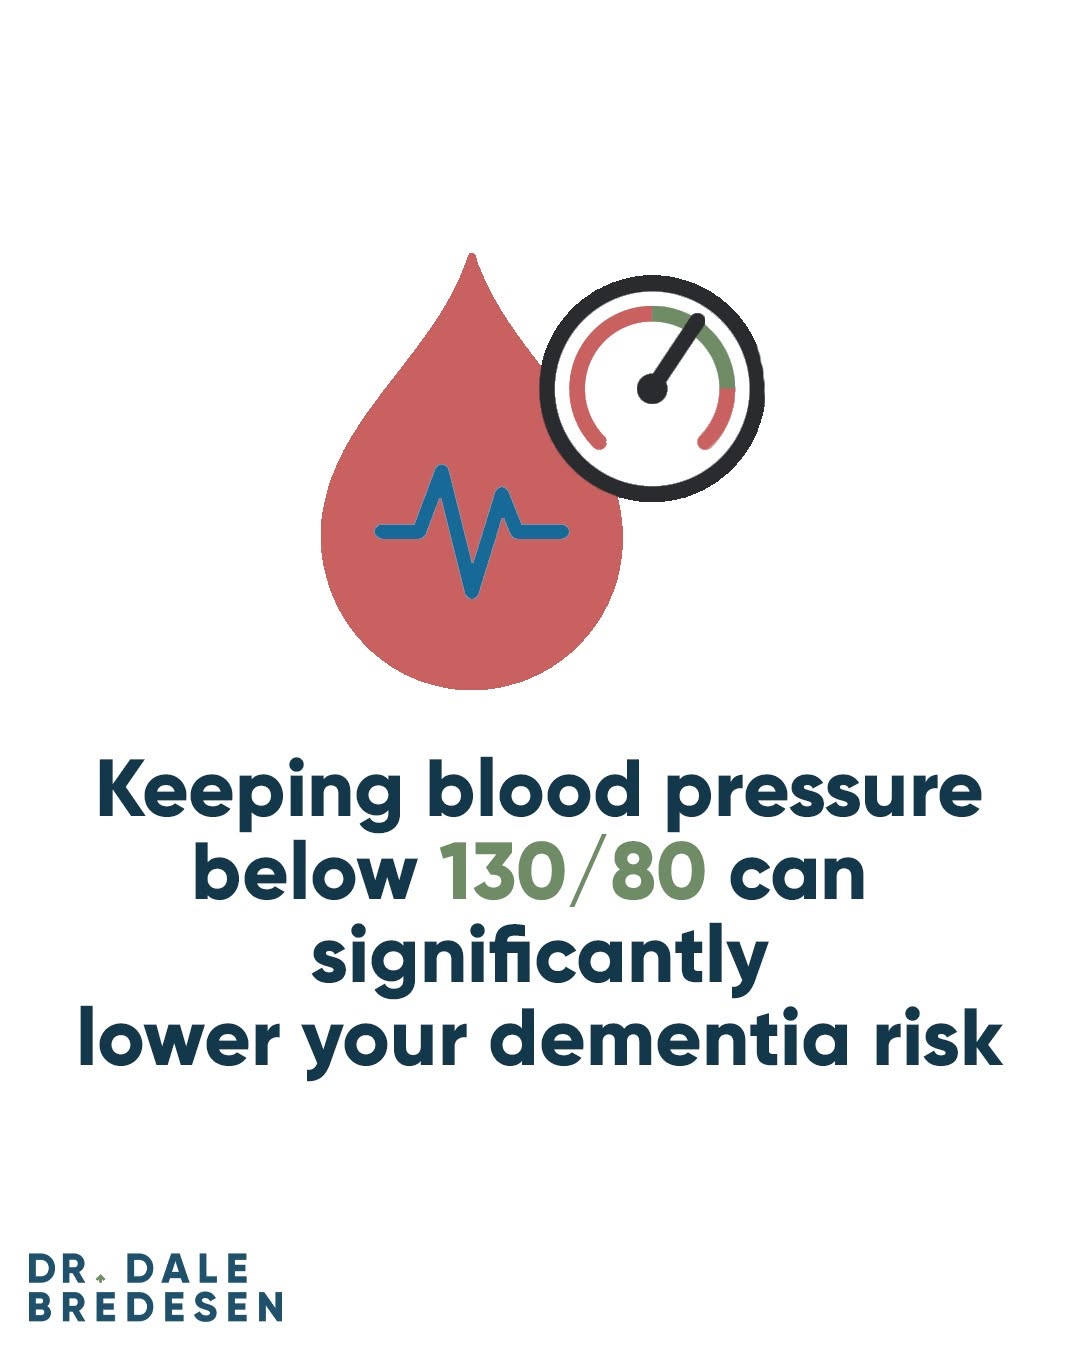 Keeping blood pressure
below 130/80 can
significantly
lower your dementia risk
DR. DALE
BREDESEN